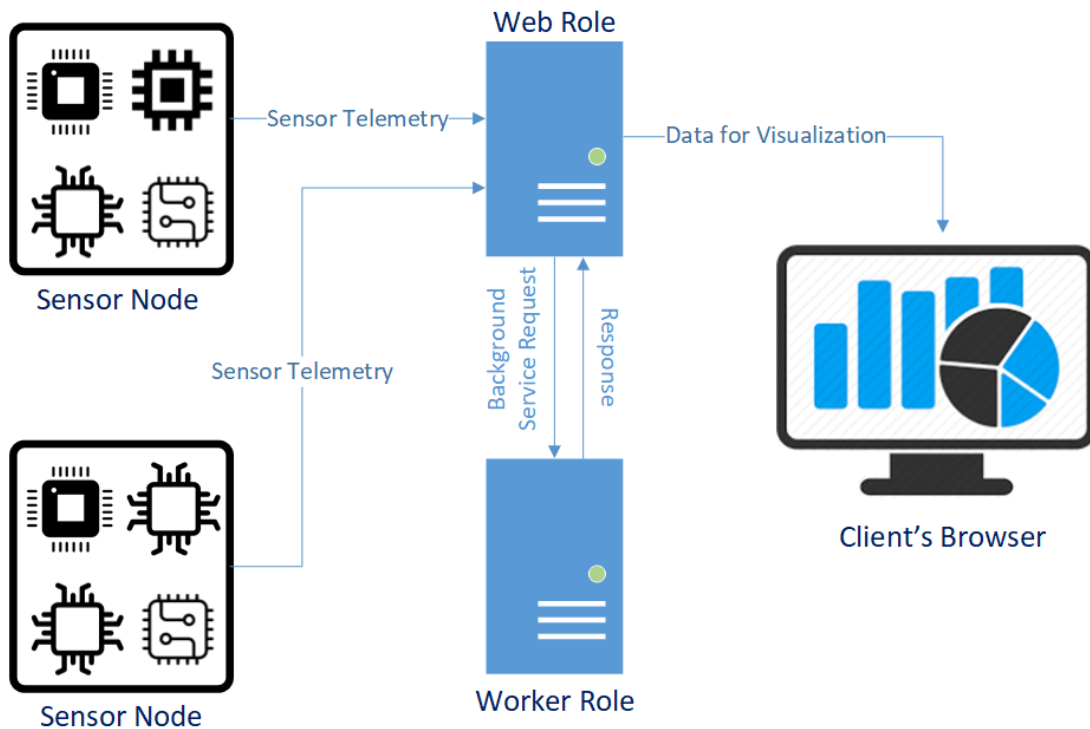 Web Role
Sensor Telemetry
Data for Visualization
Sensor Node
Background
Service Request
Response
Sensor Telemetry
Client’s Browser
Worker Role
Sensor Node